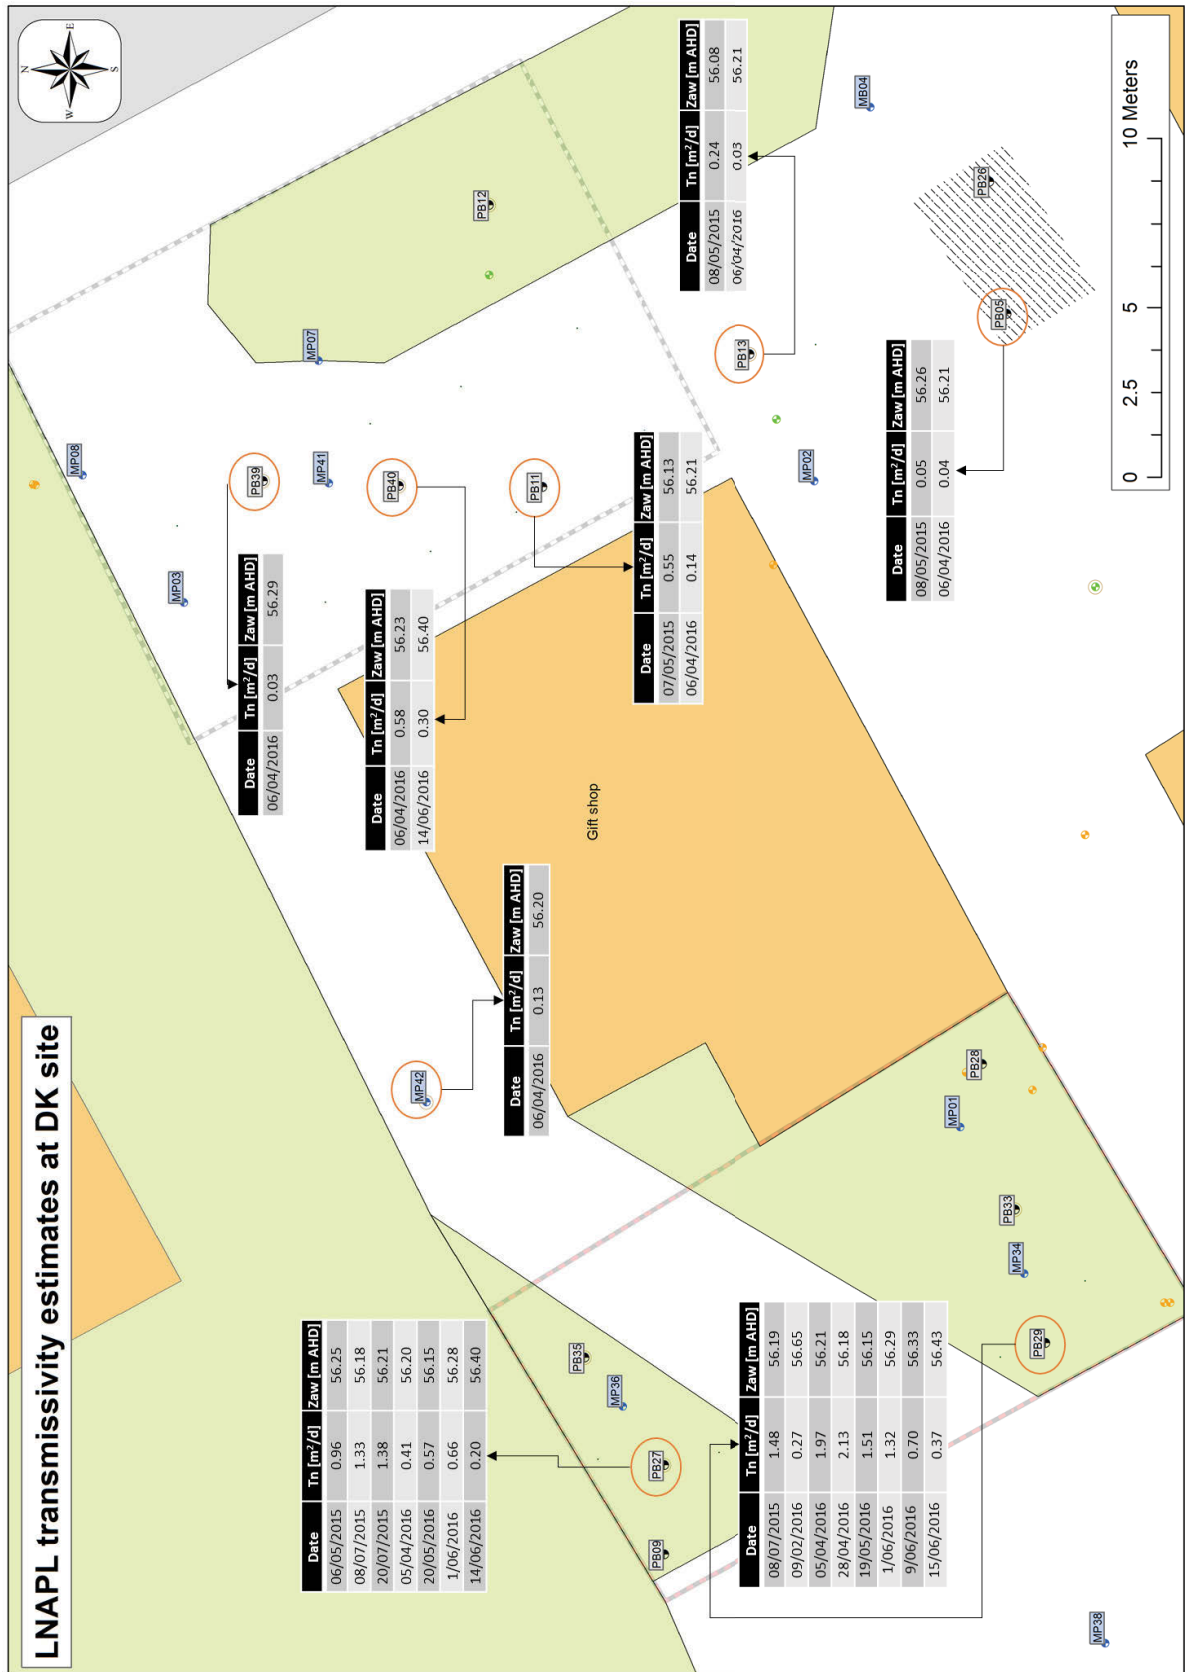 LNAPL transmissivity estimates at DK site
N
E
S
W
Date Tn [m²/d] Zaw [m AHD]
06/05/2015 0.96 56.25
08/07/2015 1.33 56.18
20/07/2015 1.38 56.21
05/04/2016 0.41 56.20
20/05/2016 0.57 56.15
1/06/2016 0.66 56.28
14/06/2016 0.20 56.40
Date Tn [m²/d] Zaw [m AHD]
06/04/2016 0.03 56.29
Date Tn [m²/d] Zaw [m AHD]
06/04/2016 0.58 56.23
14/06/2016 0.30 56.40
Date Tn [m²/d] Zaw [m AHD]
06/04/2016 0.13 56.20
Date Tn [m²/d] Zaw [m AHD]
07/05/2015 0.55 56.13
06/04/2016 0.14 56.21
Date Tn [m²/d] Zaw [m AHD]
08/05/2015 0.24 56.08
06/04/2016 0.03 56.21
Date Tn [m²/d] Zaw [m AHD]
08/07/2015 1.48 56.19
09/02/2016 0.27 56.65
05/04/2016 1.97 56.21
28/04/2016 2.13 56.18
19/05/2016 1.51 56.15
1/06/2016 1.32 56.29
9/06/2016 0.70 56.33
15/06/2016 0.37 56.43
Date Tn [m²/d] Zaw [m AHD]
08/05/2015 0.05 56.26
06/04/2016 0.04 56.21
MP08
MP03
PB39
MP41
MP07
PB40
MP42
PB12
PB11
Gift shop
PB35
MP36
PB27
PB09
PB13
MP02
MB04
MP01
PB28
PB26
PB05
PB33
MP34
PB29
MP38
0 2.5 5 10 Meters